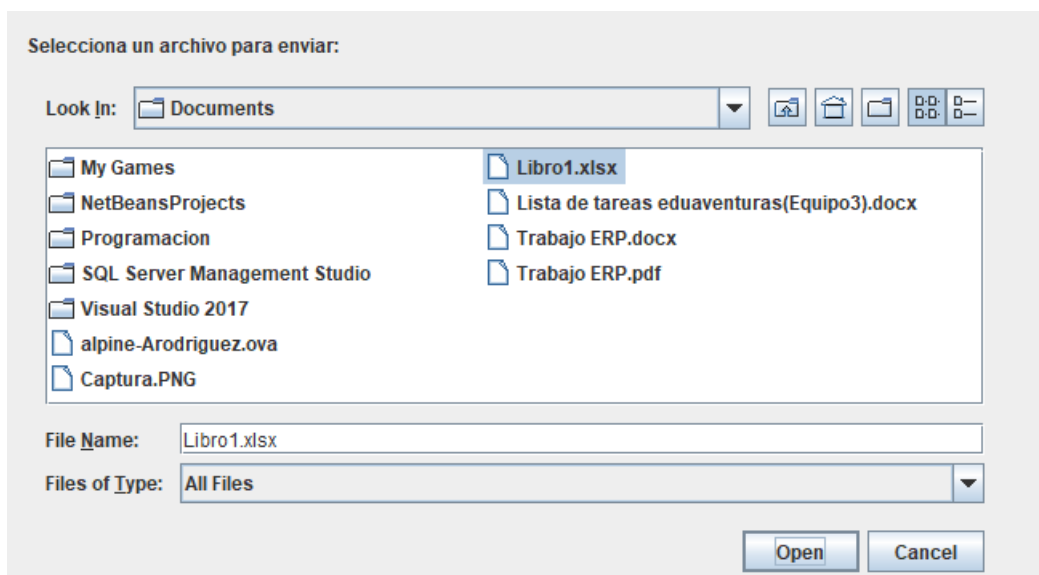 Selecciona un archivo para enviar:
Look In: Documents
My Games
NetBeansProjects
Programacion
SQL Server Management Studio
Visual Studio 2017
alpine-Arodriguez.ova
Captura.PNG
Libro1.xlsx
Lista de tareas eduaventuras(Equipo3).docx
Trabajo ERP.docx
Trabajo ERP.pdf
File Name: Libro1.xlsx
Files of Type: All Files
Open Cancel